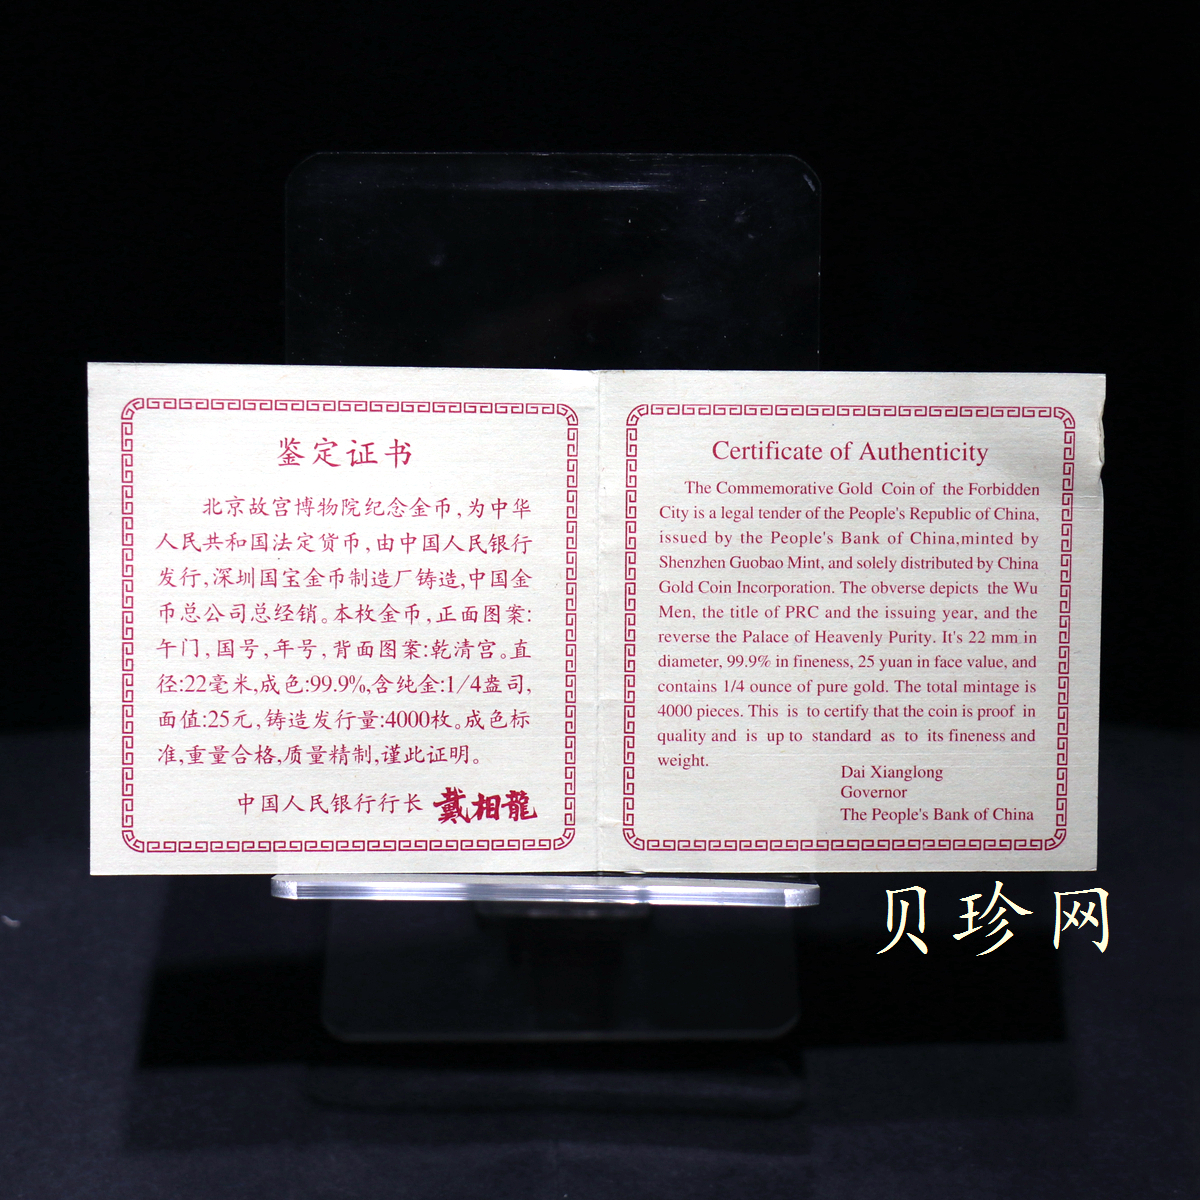 鉴定证书
北京故宫博物院纪念金币,为中华
人民共和国法定货币,由中国人民银行
发行,深圳国宝金币制造厂铸造,中国金
币总公司总经销。本枚金币,正面图案:
午门,国号,年号,背面图案:乾清宫。直
径:22毫米,成色:99.9%,含纯金:1/4盎司,
面值:25元,铸造发行量:4000枚。成色标
准,重量合格,质量精制,谨此证明。
中国人民银行行长 戴相龍
Certificate of Authenticity
The Commemorative Gold Coin of the Forbidden
City is a legal tender of the People's Republic of China,
issued by the People's Bank of China,minted by
Shenzhen Guobao Mint, and solely distributed by China
Gold Coin Incorporation. The obverse depicts the Wu
Men, the title of PRC and the issuing year, and the
reverse the Palace of Heavenly Purity. It's 22 mm in
diameter, 99.9% in fineness, 25 yuan in face value, and
contains 1/4 ounce of pure gold. The total mintage is
4000 pieces. This is to certify that the coin is proof in
quality and is up to standard as to its fineness and
weight.
Dai Xianglong
Governor
The People's Bank of China
贝珍网